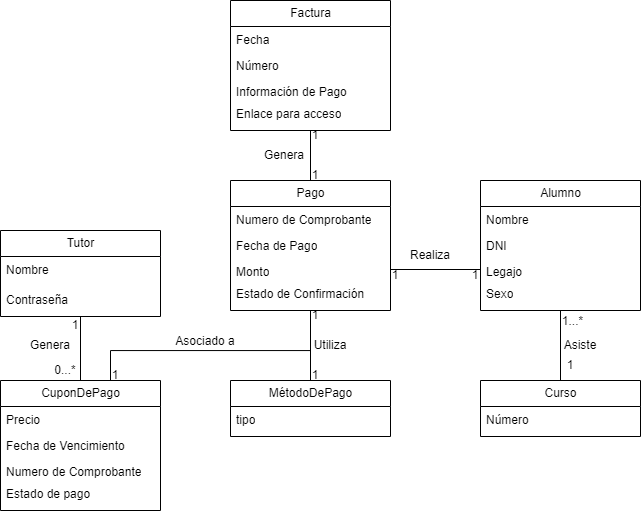 Factura
Fecha
Número
Información de Pago
Enlace para acceso
1
Genera
1
Pago
Numero de Comprobante
Fecha de Pago
Monto
Estado de Confirmación
Realiza
1
1
Alumno
Nombre
DNI
Legajo
Sexo
Tutor
Nombre
Contraseña
1
Genera
0...*
Asociado a
1
1
Utiliza
1
1...*
Asiste
1
CuponDePago
Precio
Fecha de Vencimiento
Numero de Comprobante
Estado de pago
MétodoDePago
tipo
Curso
Número